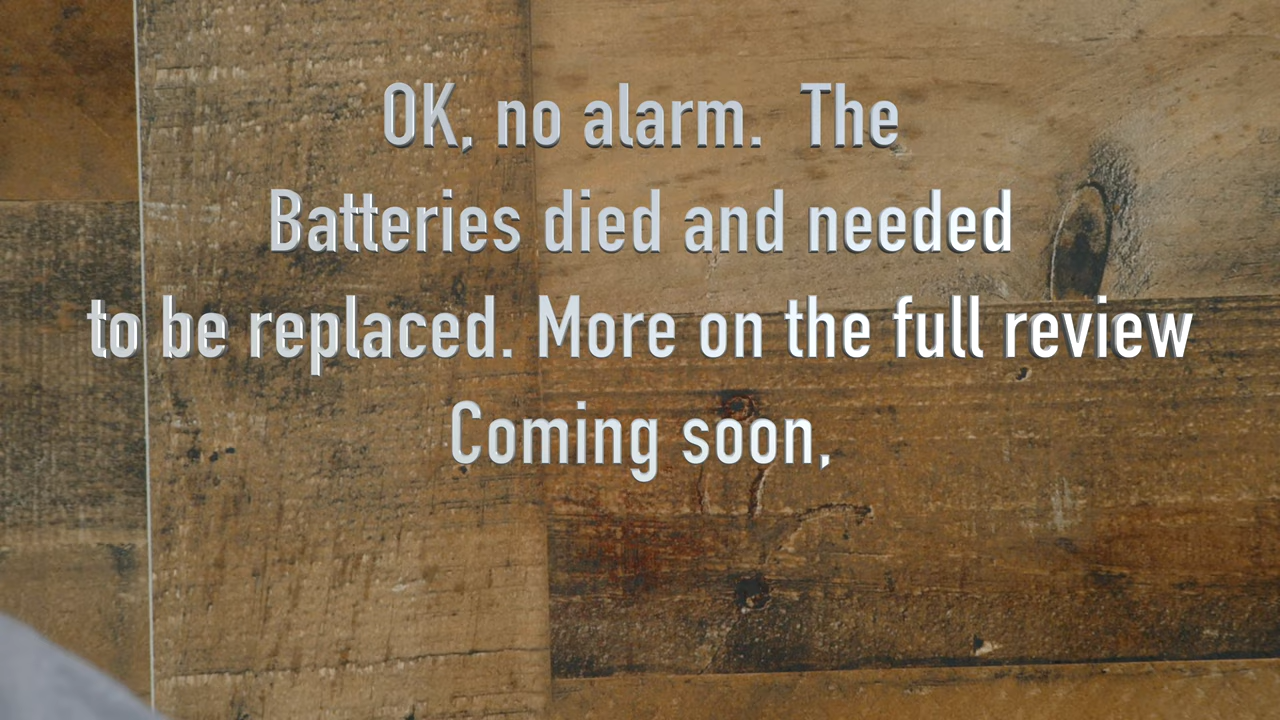 OK, no alarm. The
Batteries died and needed
to be replaced. More on the full review
Coming soon,